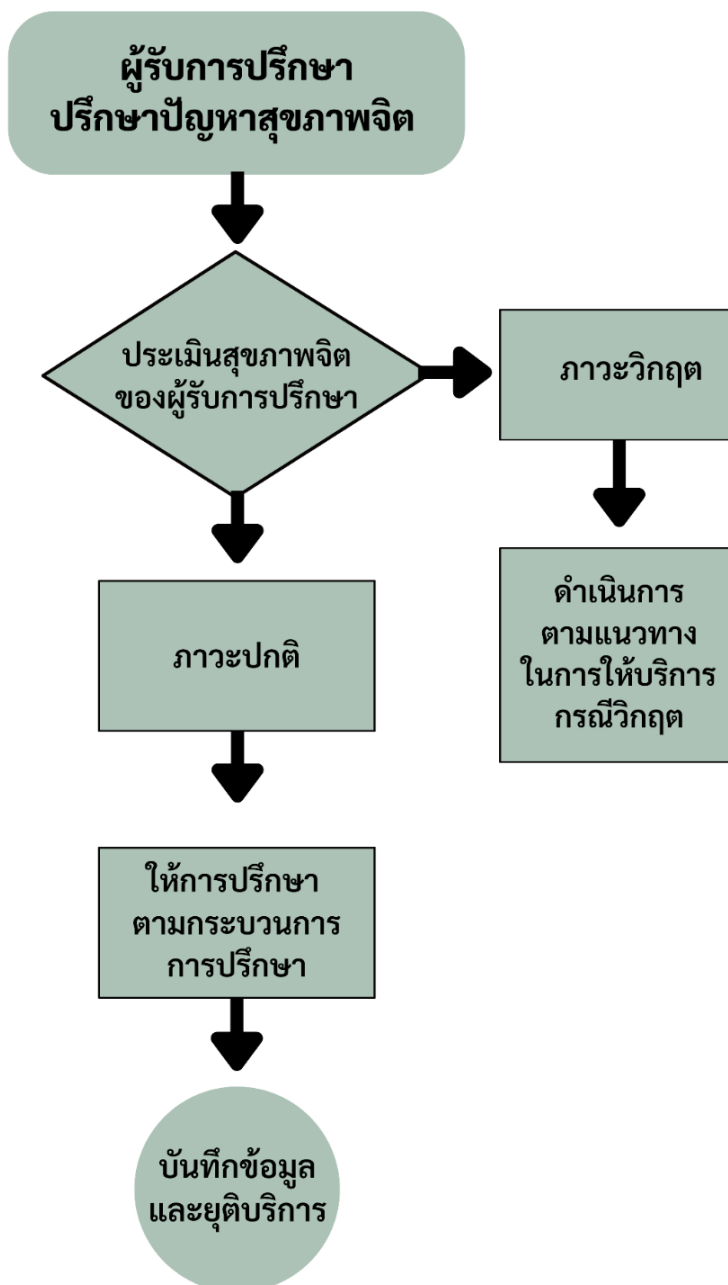 ผู้รับการปรึกษา
ปรึกษาปัญหาสุขภาพจิต
ประเมินสุขภาพจิต
ของผู้รับการปรึกษา
ภาวะวิกฤต
ภาวะปกติ
ดำเนินการ
ตามแนวทาง
ในการให้บริการ
กรณีวิกฤต
ให้การปรึกษา
ตามกระบวนการ
การปรึกษา
บันทึกข้อมูล
และยุติบริการ